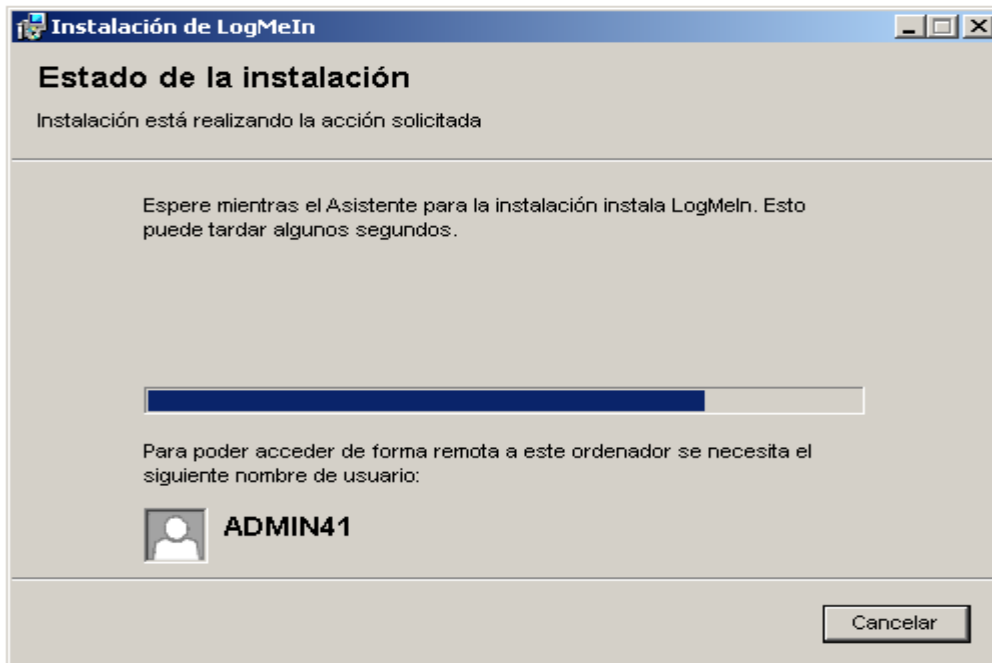 Instalación de LogMeIn
Estado de la instalación
Instalación está realizando la acción solicitada
Espere mientras el Asistente para la instalación instala LogMeIn. Esto
puede tardar algunos segundos.
Para poder acceder de forma remota a este ordenador se necesita el
siguiente nombre de usuario:
ADMIN41
Cancelar